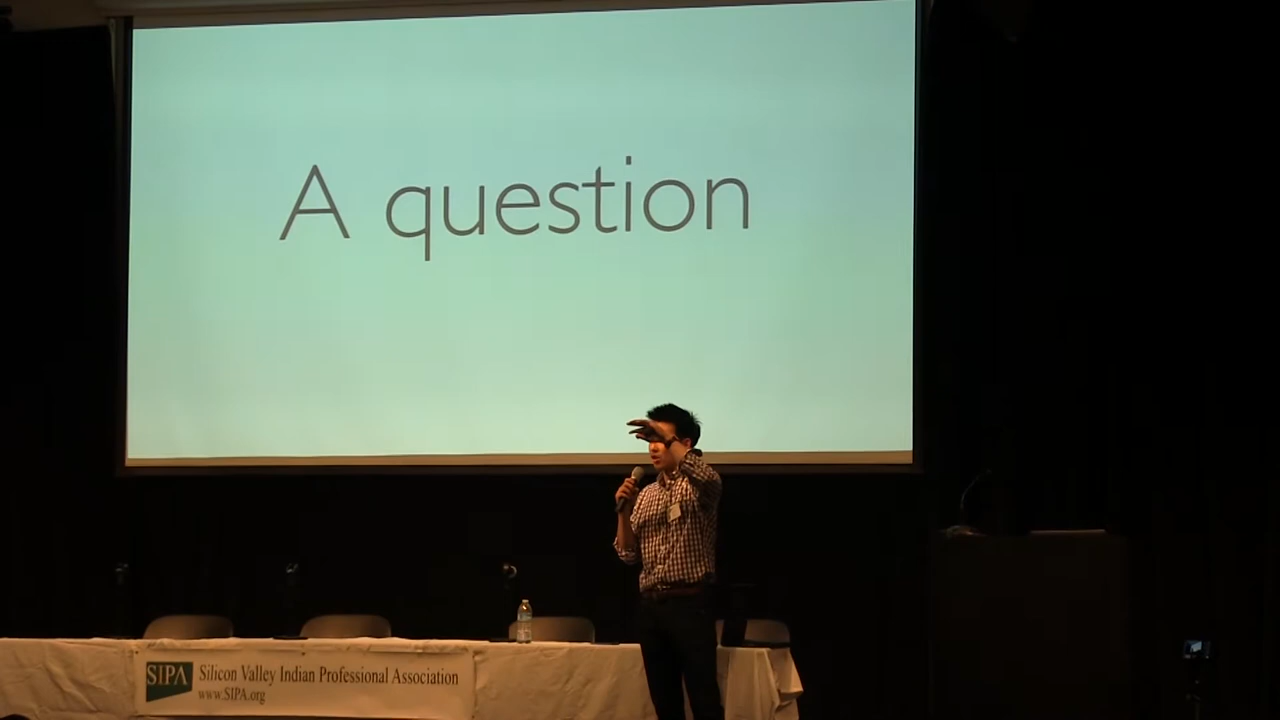 A question
SIPA
Silicon Valley Indian Professional Association
www.SIPA.org